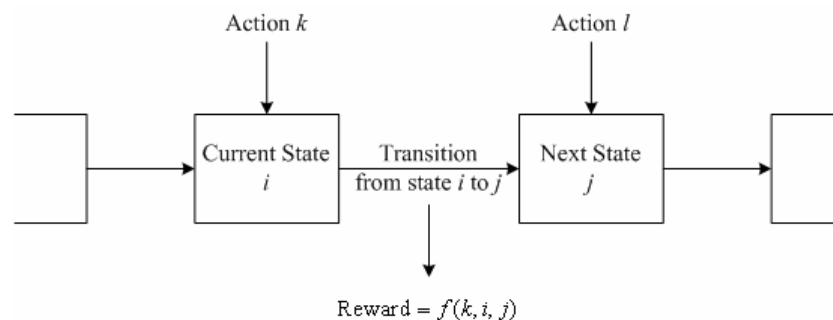 Action k
Action l
Current State
i
Transition
from state i to j
Next State
j
Reward = f(k, i, j)